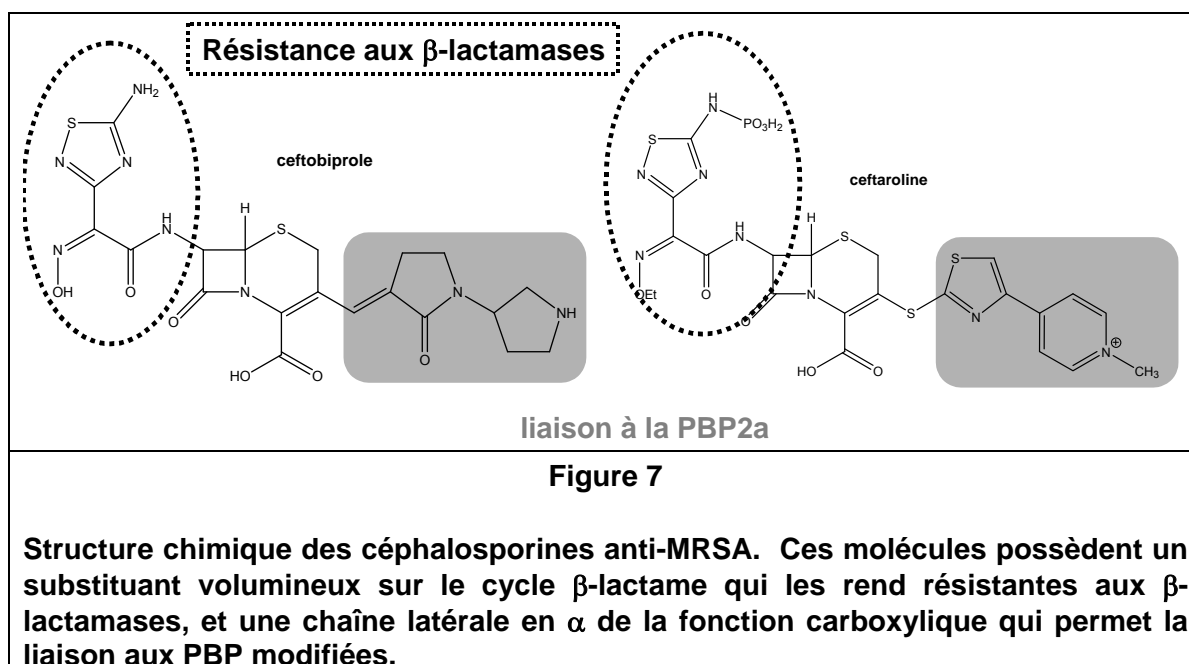 Résistance aux β-lactamases
NH2
S
N
N
N
OH
O
H
N
H
S
O
N
HO
O
O
N
NH
ceftobiprole
H
N
PO3H2
S
N
N
N
OEt
O
H
N
H
S
O
N
HO
O
S
S
N
N
+
CH3
ceftaroline
liaison à la PBP2a
Figure 7
Structure chimique des céphalosporines anti-MRSA. Ces molécules possèdent un
substituant volumineux sur le cycle β-lactame qui les rend résistantes aux β-
lactamases, et une chaîne latérale en α de la fonction carboxylique qui permet la
liaison aux PBP modifiées.